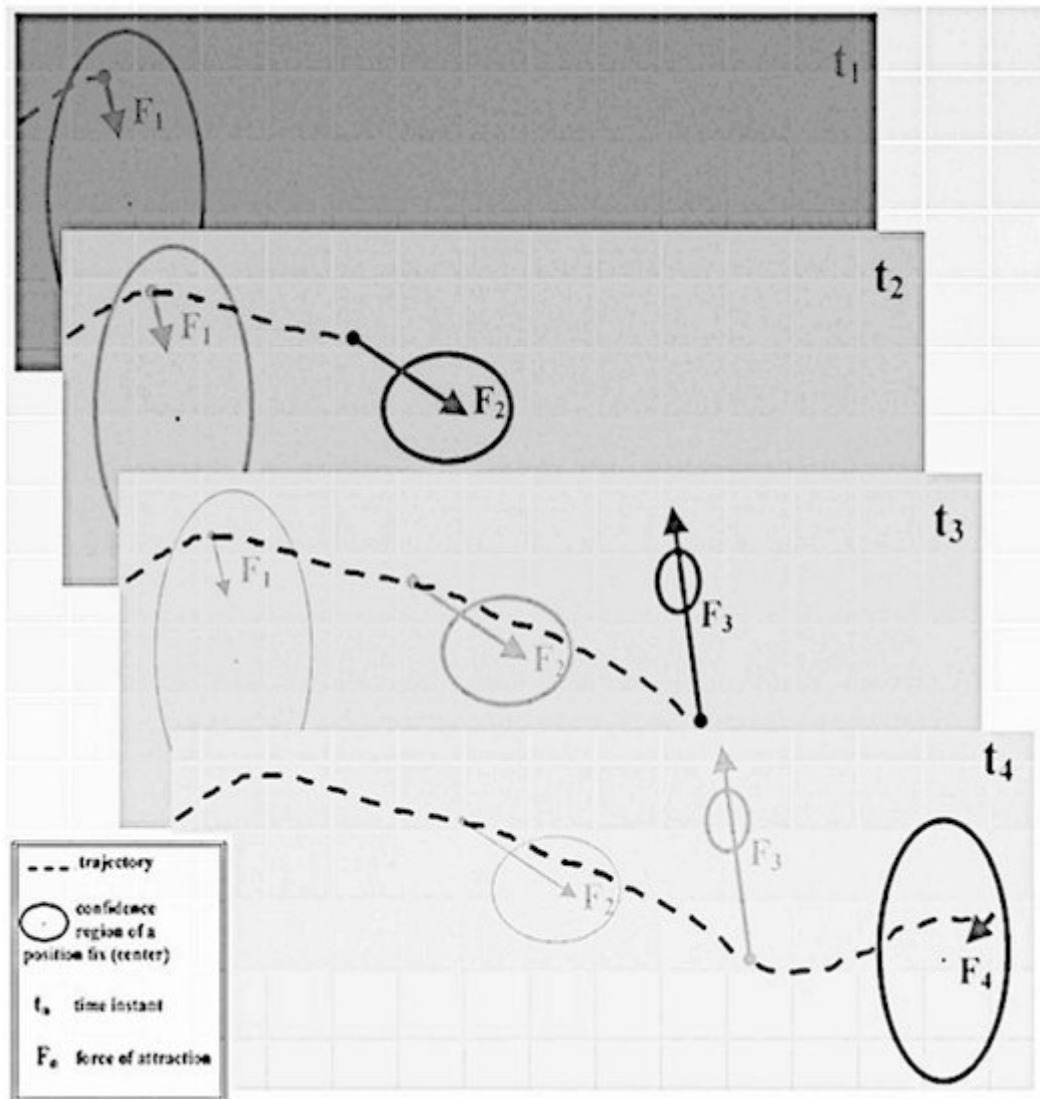 t1
F1
t2
F1
F2
t3
F1
F2
F3
t4
F2
F3
F4
trajectory
confidence
region of a
position fix (center)
tn time instant
Fn force of attraction